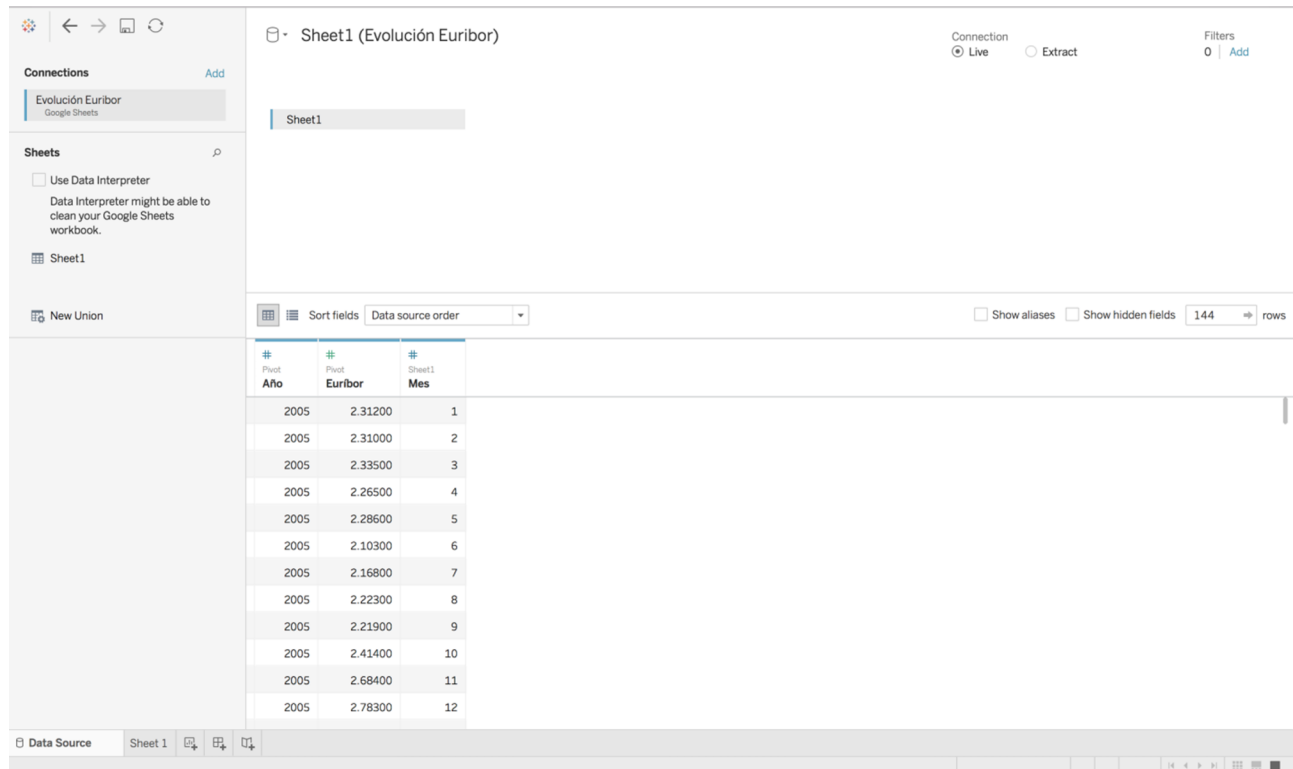 Sheet1 (Evolución Euribor)
Connection
Live Extract
Filters
0 Add
Connections Add
Evolución Euribor
Google Sheets
Sheet1
Sheets
Use Data Interpreter
Data Interpreter might be able to
clean your Google Sheets
workbook.
Sheet1
New Union
Sort fields Data source order Show aliases Show hidden fields 144 rows
# # #
Pivot Pivot Sheet1
Año Euríbor Mes
2005 2.31200 1
2005 2.31000 2
2005 2.33500 3
2005 2.26500 4
2005 2.28600 5
2005 2.10300 6
2005 2.16800 7
2005 2.22300 8
2005 2.21900 9
2005 2.41400 10
2005 2.68400 11
2005 2.78300 12
Data Source Sheet 1